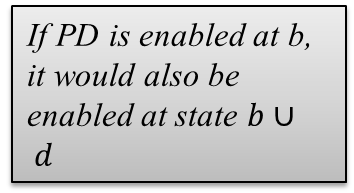 If PD is enabled at b,
it would also be
enabled at state b ∪
d